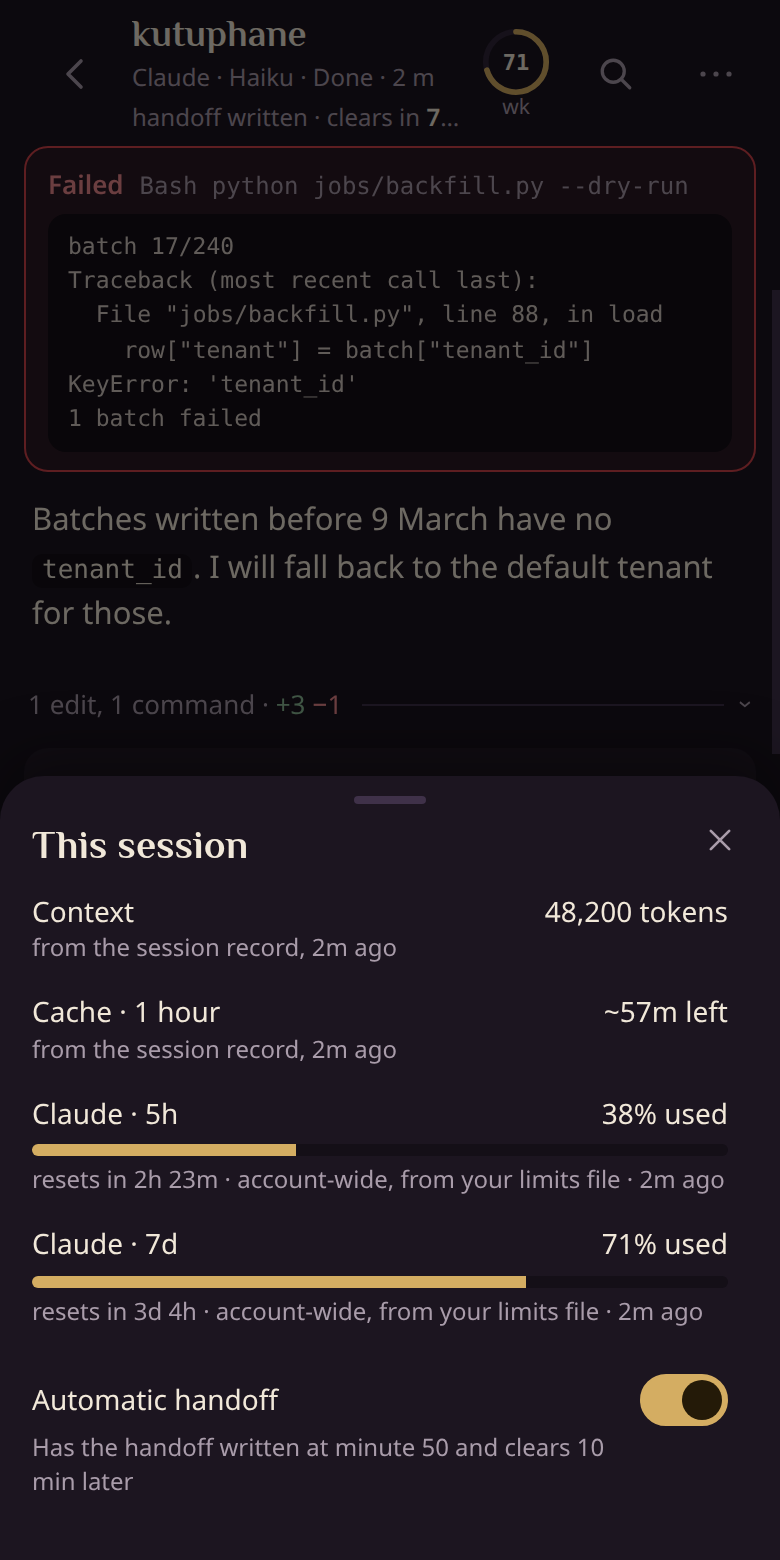 kutuphane
Claude · Haiku · Done · 2 m
handoff written · clears in 7…
71
wk
Failed Bash python jobs/backfill.py --dry-run
batch 17/240
Traceback (most recent call last):
  File "jobs/backfill.py", line 88, in load
    row["tenant"] = batch["tenant_id"]
KeyError: 'tenant_id'
1 batch failed
Batches written before 9 March have no
tenant_id. I will fall back to the default tenant
for those.
1 edit, 1 command · +3 −1
This session
Context 48,200 tokens
from the session record, 2m ago
Cache · 1 hour ~57m left
from the session record, 2m ago
Claude · 5h 38% used
resets in 2h 23m · account-wide, from your limits file · 2m ago
Claude · 7d 71% used
resets in 3d 4h · account-wide, from your limits file · 2m ago
Automatic handoff
Has the handoff written at minute 50 and clears 10
min later